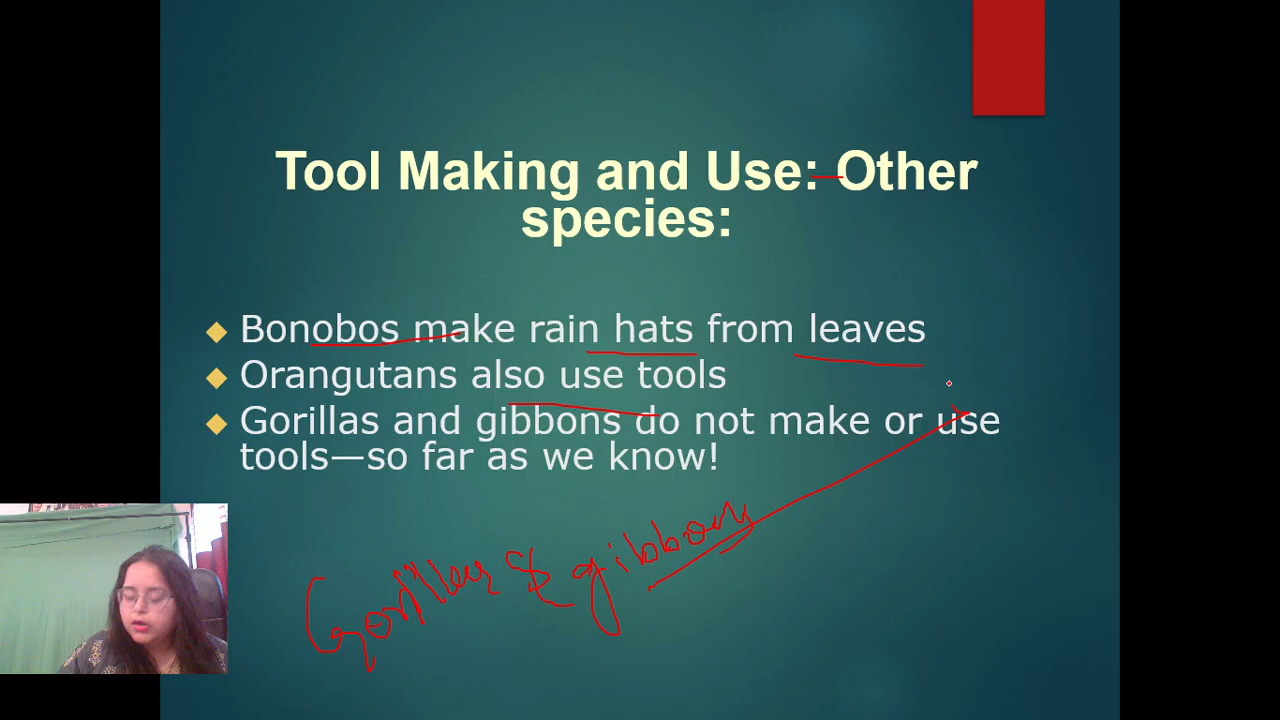 Tool Making and Use: Other
species:
Bonobos make rain hats from leaves
Orangutans also use tools
Gorillas and gibbons do not make or use
tools—so far as we know!
Gorillas & gibbons